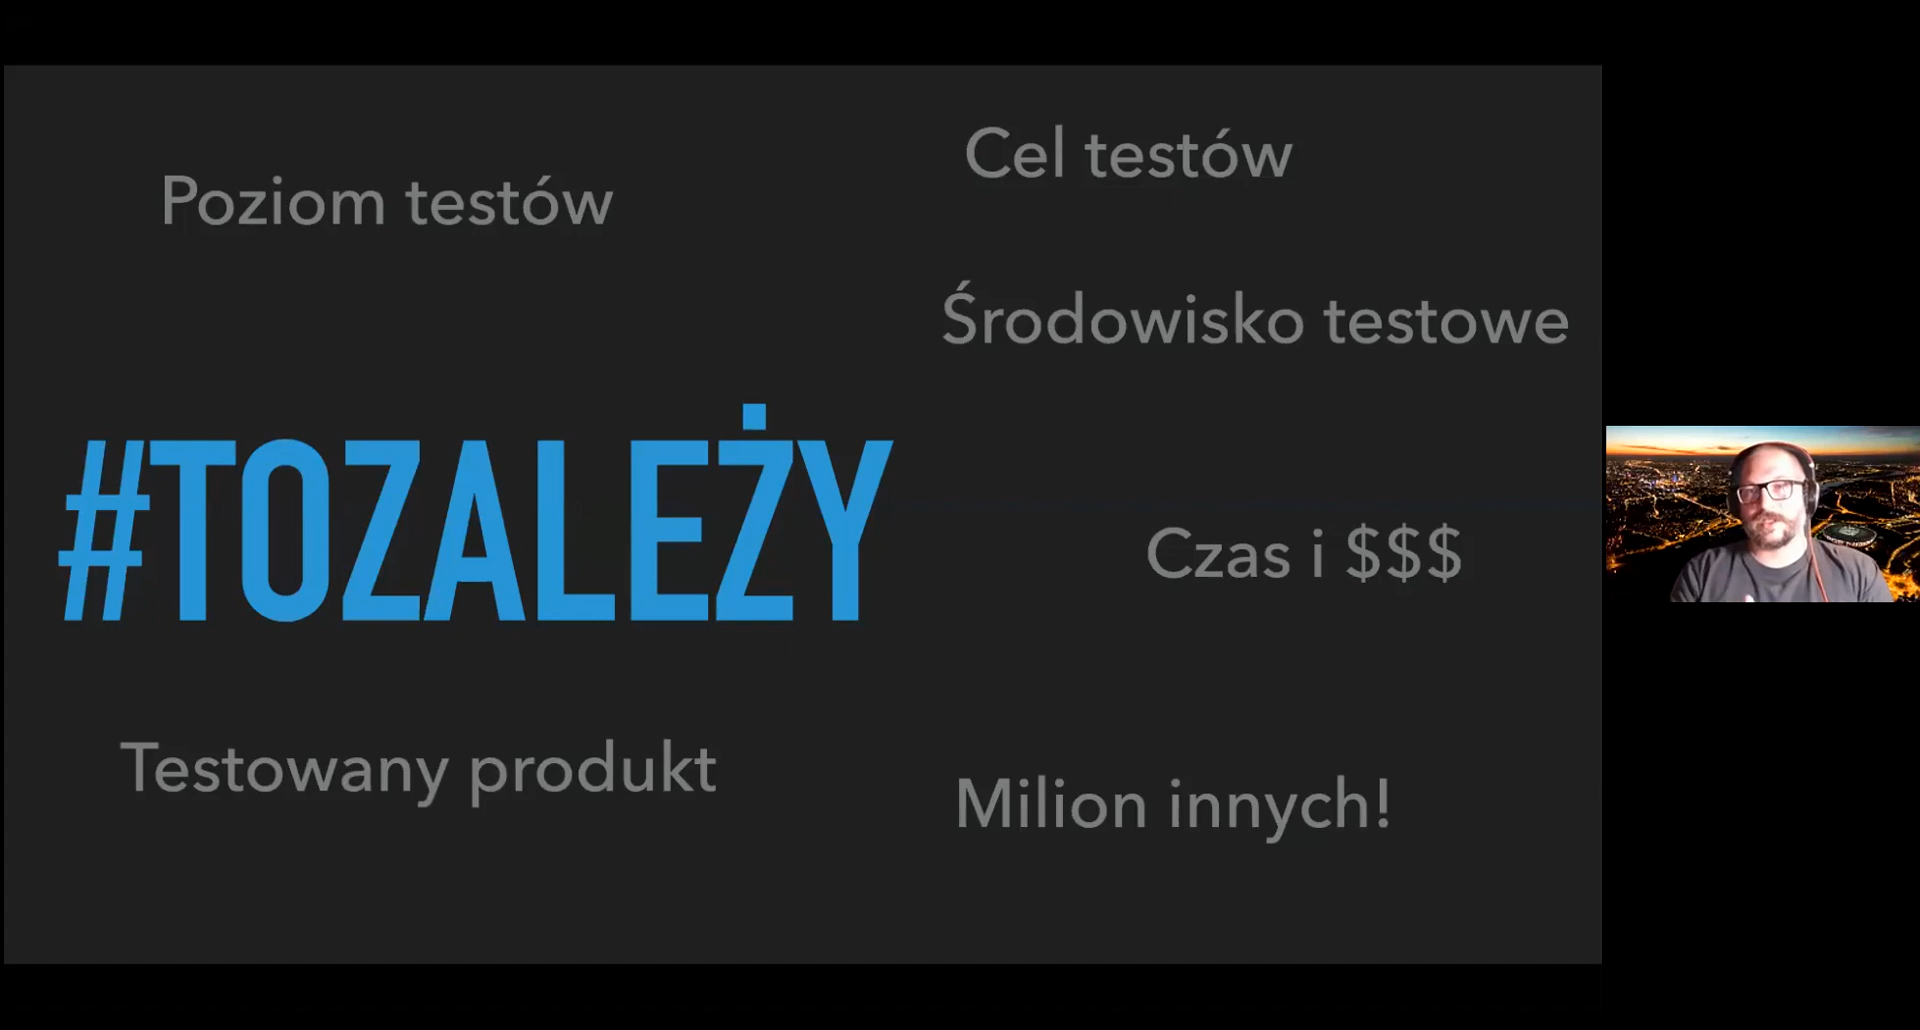 Poziom testów
Cel testów
Środowisko testowe
#TOZALEŻY
Czas i $$$
Testowany produkt
Milion innych!